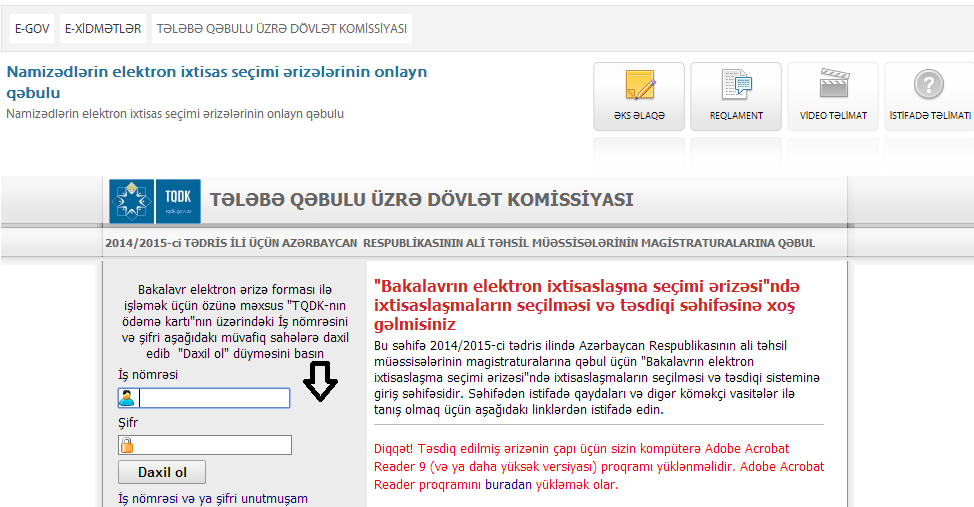 E-GOV E-XİDMƏTLƏR TƏLƏBƏ QƏBULU ÜZRƏ DÖVLƏT KOMİSSİYASI
Namizədlərin elektron ixtisas seçimi ərizələrinin onlayn
qəbulu
Namizədlərin elektron ixtisas seçimi ərizələrinin onlayn qəbulu
ƏKS ƏLAQƏ REQLAMENT VİDEO TƏLİMAT İSTİFADƏ TƏLİMATI
TQDK
tqdk.gov.az
TƏLƏBƏ QƏBULU ÜZRƏ DÖVLƏT KOMİSSİYASI
2014/2015-ci TƏDRİS İLİ ÜÇÜN AZƏRBAYCAN RESPUBLİKASININ ALİ TƏHSİL MÜƏSSİSƏLƏRİNİN MAGİSTRATURALARINA QƏBUL
Bakalavr elektron ərizə forması ilə
işləmək üçün özünə məxsus "TQDK-nın
ödəmə kartı"nın üzərindəki İş nömrəsini
və şifri aşağıdakı müvafiq sahələrə daxil
edib "Daxil ol" düyməsini basın
İş nömrəsi
Şifr
Daxil ol
İş nömrəsi və ya şifri unutmuşam
"Bakalavrın elektron ixtisaslaşma seçimi ərizəsi"ndə
ixtisaslaşmaların seçilməsi və təsdiqi səhifəsinə xoş
gəlmisiniz
Bu səhifə 2014/2015-ci tədris ilində Azərbaycan Respublikasının ali təhsil
müəssisələrinin magistraturalarına qəbul üçün "Bakalavrın elektron
ixtisaslaşma seçimi ərizəsi"ndə ixtisaslaşmaların seçilməsi və təsdiqi sisteminə
giriş səhifəsidir. Səhifədən istifadə qaydaları və digər köməkçi vasitələr ilə
tanış olmaq üçün aşağıdakı linklərdən istifadə edin.
Diqqət! Təsdiq edilmiş ərizənin çapı üçün sizin kompüterə Adobe Acrobat
Reader 9 (və ya daha yüksək versiyası) proqramı yüklənməlidir. Adobe Acrobat
Reader proqramını buradan yükləmək olar.